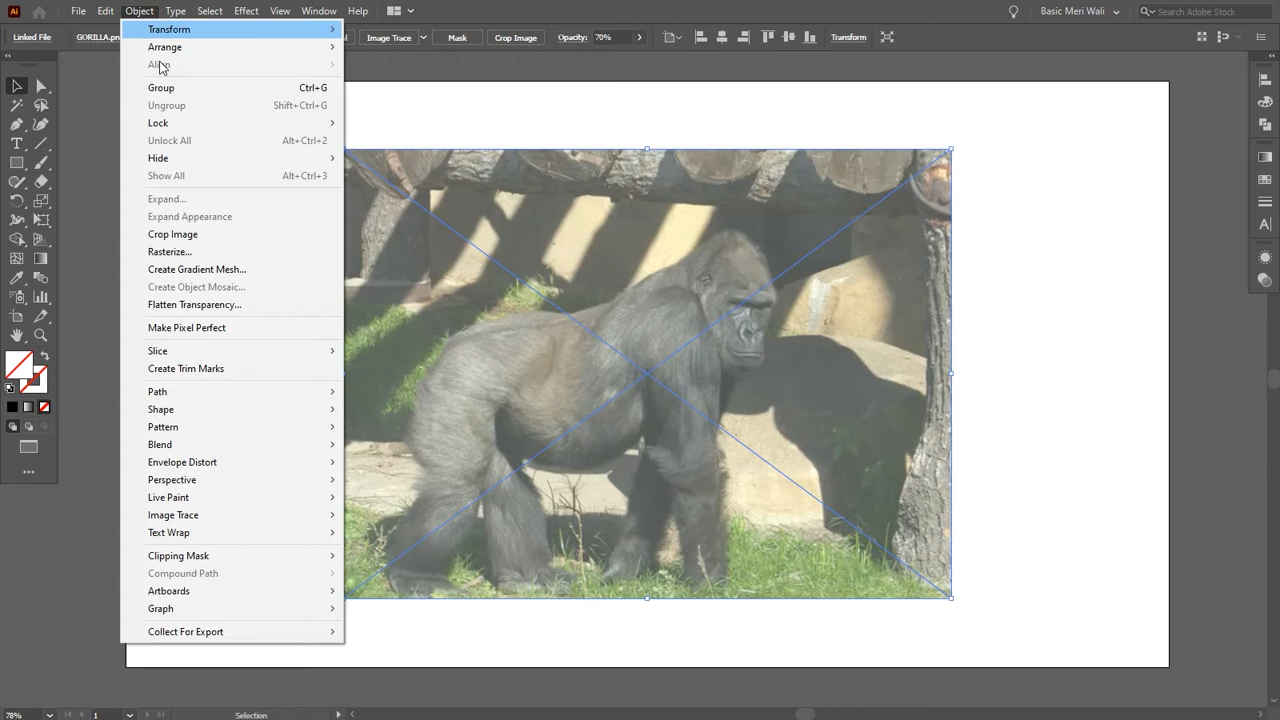 Ai File Edit Object Type Select Effect View Window Help Basic Meri Wali Search Adobe Stock
Linked File GORILLA.pn Image Trace Mask Crop Image Opacity: 70% Transform
Transform
Arrange
Align
Group Ctrl+G
Ungroup Shift+Ctrl+G
Lock
Unlock All Alt+Ctrl+2
Hide
Show All Alt+Ctrl+3
Expand...
Expand Appearance
Crop Image
Rasterize...
Create Gradient Mesh...
Create Object Mosaic...
Flatten Transparency...
Make Pixel Perfect
Slice
Create Trim Marks
Path
Shape
Pattern
Blend
Envelope Distort
Perspective
Live Paint
Image Trace
Text Wrap
Clipping Mask
Compound Path
Artboards
Graph
Collect For Export
78% 1 Selection